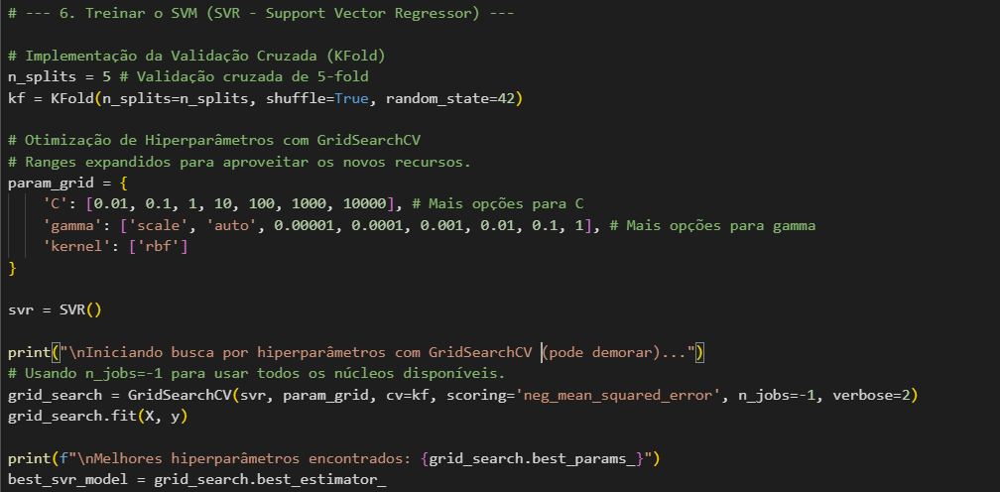 # --- 6. Treinar o SVM (SVR - Support Vector Regressor) ---
# Implementação da Validação Cruzada (KFold)
n_splits = 5 # Validação cruzada de 5-fold
kf = KFold(n_splits=n_splits, shuffle=True, random_state=42)
# Otimização de Hiperparâmetros com GridSearchCV
# Ranges expandidos para aproveitar os novos recursos.
param_grid = {
    'C': [0.01, 0.1, 1, 10, 100, 1000, 10000], # Mais opções para C
    'gamma': ['scale', 'auto', 0.00001, 0.0001, 0.001, 0.01, 0.1, 1], # Mais opções para gamma
    'kernel': ['rbf']
}
svr = SVR()
print("\nIniciando busca por hiperparâmetros com GridSearchCV (pode demorar)...")
# Usando n_jobs=-1 para usar todos os núcleos disponíveis.
grid_search = GridSearchCV(svr, param_grid, cv=kf, scoring='neg_mean_squared_error', n_jobs=-1, verbose=2)
grid_search.fit(X, y)
print(f"\nMelhores hiperparâmetros encontrados: {grid_search.best_params_}")
best_svr_model = grid_search.best_estimator_